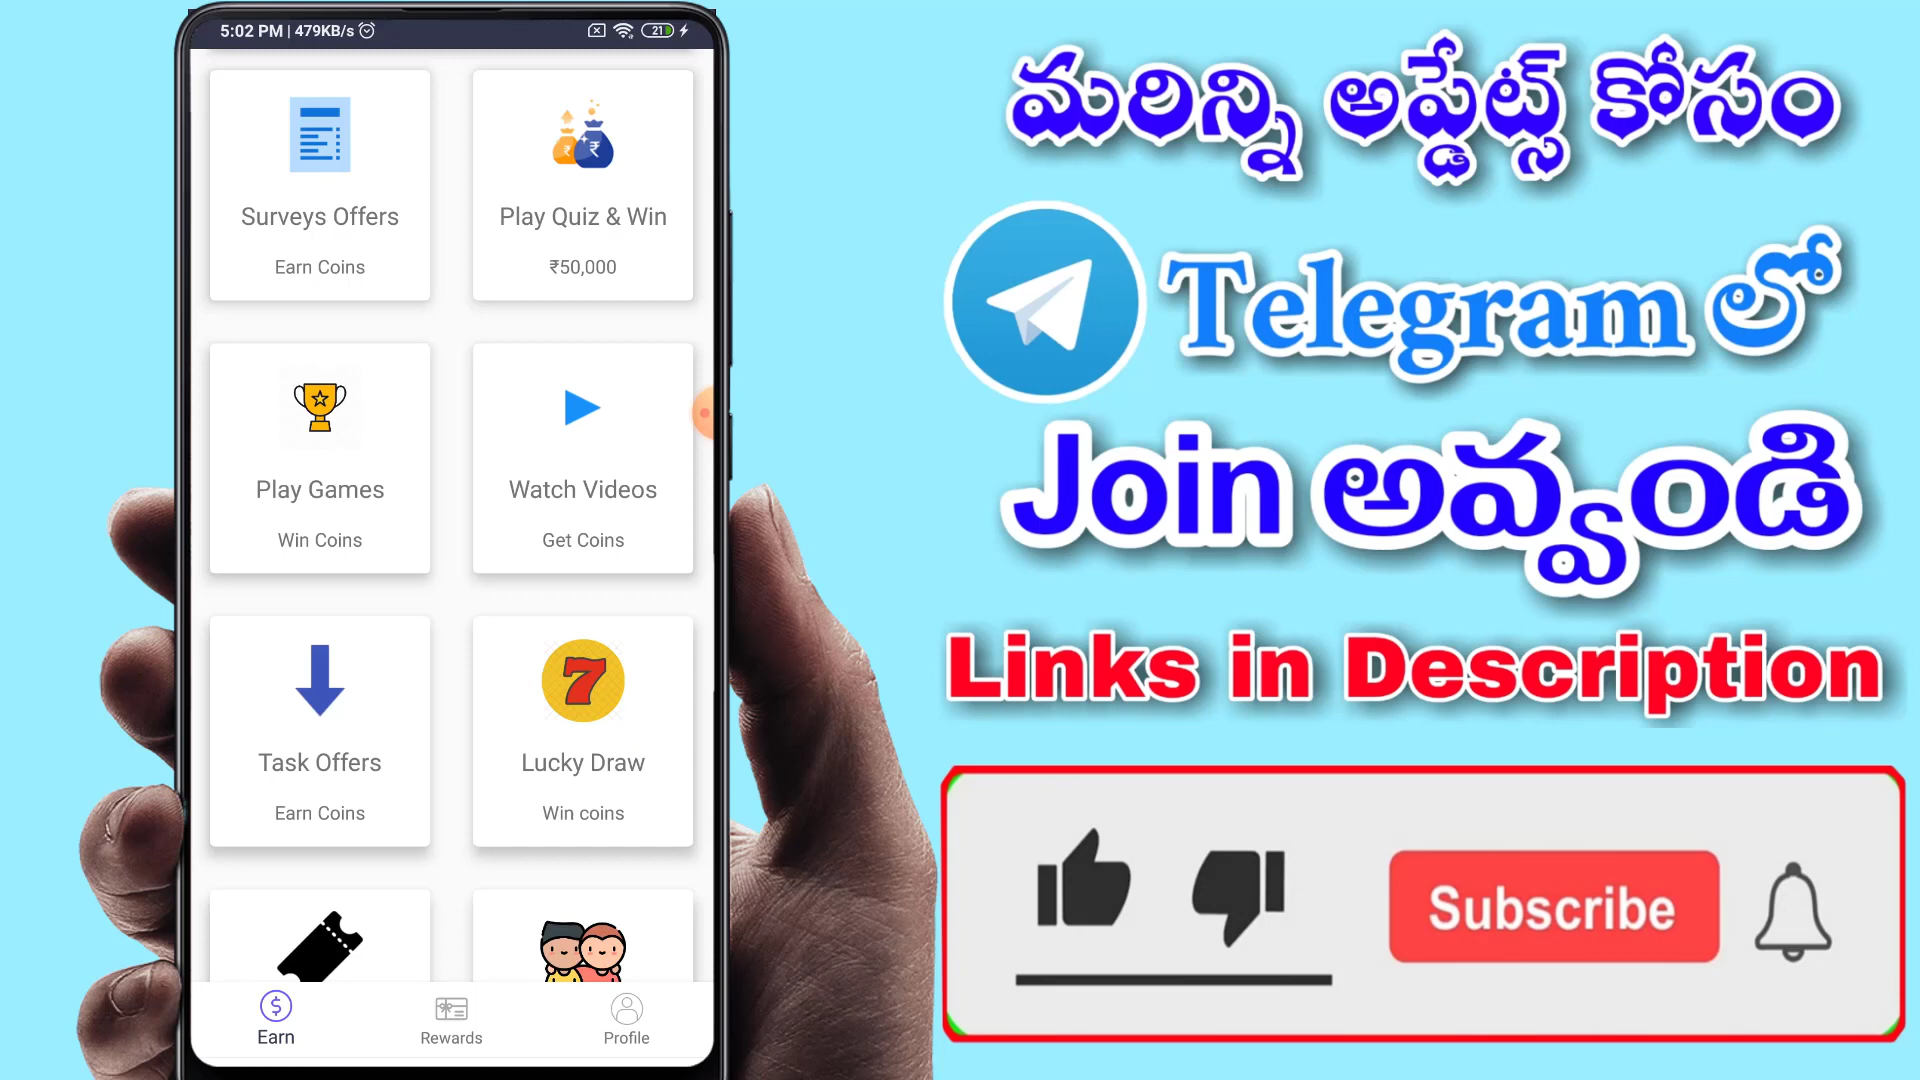 5:02 PM | 479KB/s
21
Surveys Offers
Earn Coins
Play Quiz & Win
₹50,000
Play Games
Win Coins
Watch Videos
Get Coins
Task Offers
Earn Coins
7
Lucky Draw
Win coins
Earn
Rewards
Profile
మరిన్ని అప్డేట్స్ కోసం
Telegram లో
Join అవ్వండి
Links in Description
Subscribe